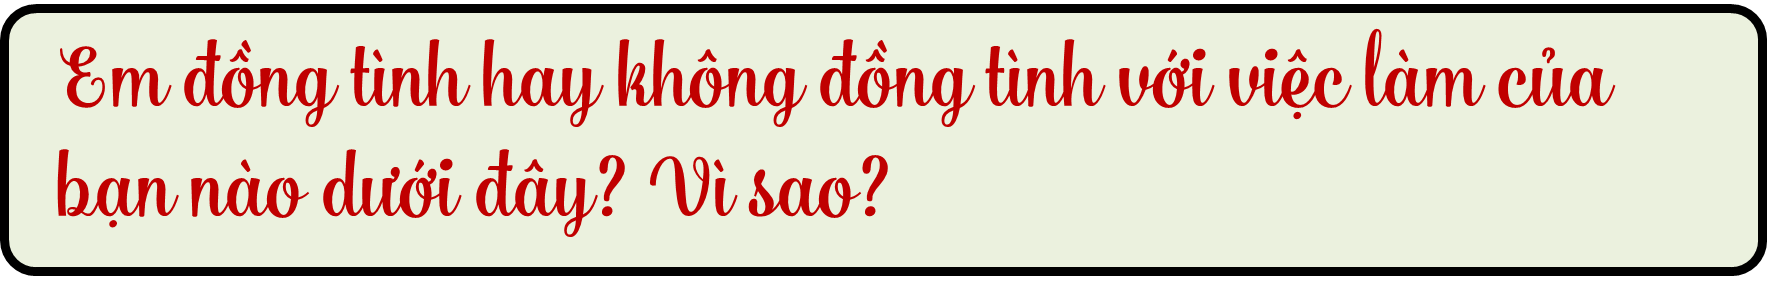 Em đồng tình hay không đồng tình với việc làm của
bạn nào dưới đây? Vì sao?